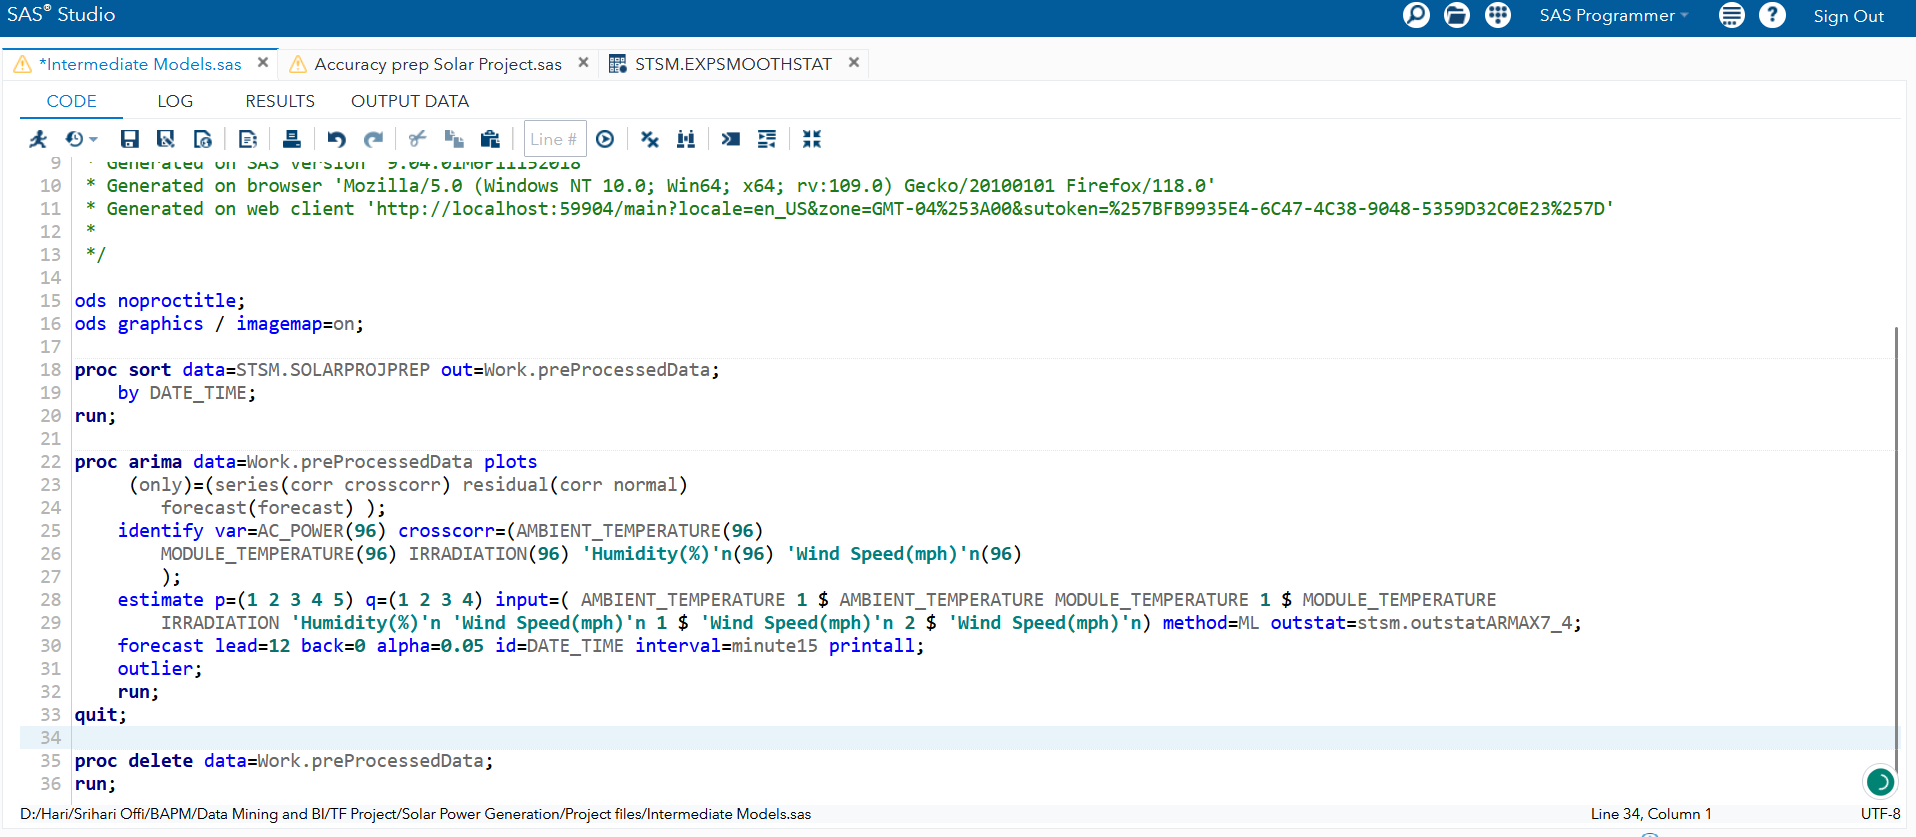 SAS® Studio
SAS Programmer
Sign Out
*Intermediate Models.sas
Accuracy prep Solar Project.sas
STSM.EXPSMOOTHSTAT
CODE LOG RESULTS OUTPUT DATA
Line #
9 * Generated on SAS version '9.04.01M6P11152018'
10 * Generated on browser 'Mozilla/5.0 (Windows NT 10.0; Win64; x64; rv:109.0) Gecko/20100101 Firefox/118.0'
11 * Generated on web client 'http://localhost:59904/main?locale=en_US&zone=GMT-04%253A00&sutoken=%257BFB9935E4-6C47-4C38-9048-5359D32C0E23%257D'
12 *
13 */
14
15 ods noproctitle;
16 ods graphics / imagemap=on;
17
18 proc sort data=STSM.SOLARPROJPREP out=Work.preProcessedData;
19 by DATE_TIME;
20 run;
21
22 proc arima data=Work.preProcessedData plots
23 (only)=(series(corr crosscorr) residual(corr normal)
24 forecast(forecast) );
25 identify var=AC_POWER(96) crosscorr=(AMBIENT_TEMPERATURE(96)
26 MODULE_TEMPERATURE(96) IRRADIATION(96) 'Humidity(%)'n(96) 'Wind Speed(mph)'n(96)
27 );
28 estimate p=(1 2 3 4 5) q=(1 2 3 4) input=( AMBIENT_TEMPERATURE 1 $ AMBIENT_TEMPERATURE MODULE_TEMPERATURE 1 $ MODULE_TEMPERATURE
29 IRRADIATION 'Humidity(%)'n 'Wind Speed(mph)'n 1 $ 'Wind Speed(mph)'n 2 $ 'Wind Speed(mph)'n) method=ML outstat=stsm.outstatARMAX7_4;
30 forecast lead=12 back=0 alpha=0.05 id=DATE_TIME interval=minute15 printall;
31 outlier;
32 run;
33 quit;
34
35 proc delete data=Work.preProcessedData;
36 run;
D:/Hari/Srihari Offi/BAPM/Data Mining and BI/TF Project/Solar Power Generation/Project files/Intermediate Models.sas
Line 34, Column 1
UTF-8